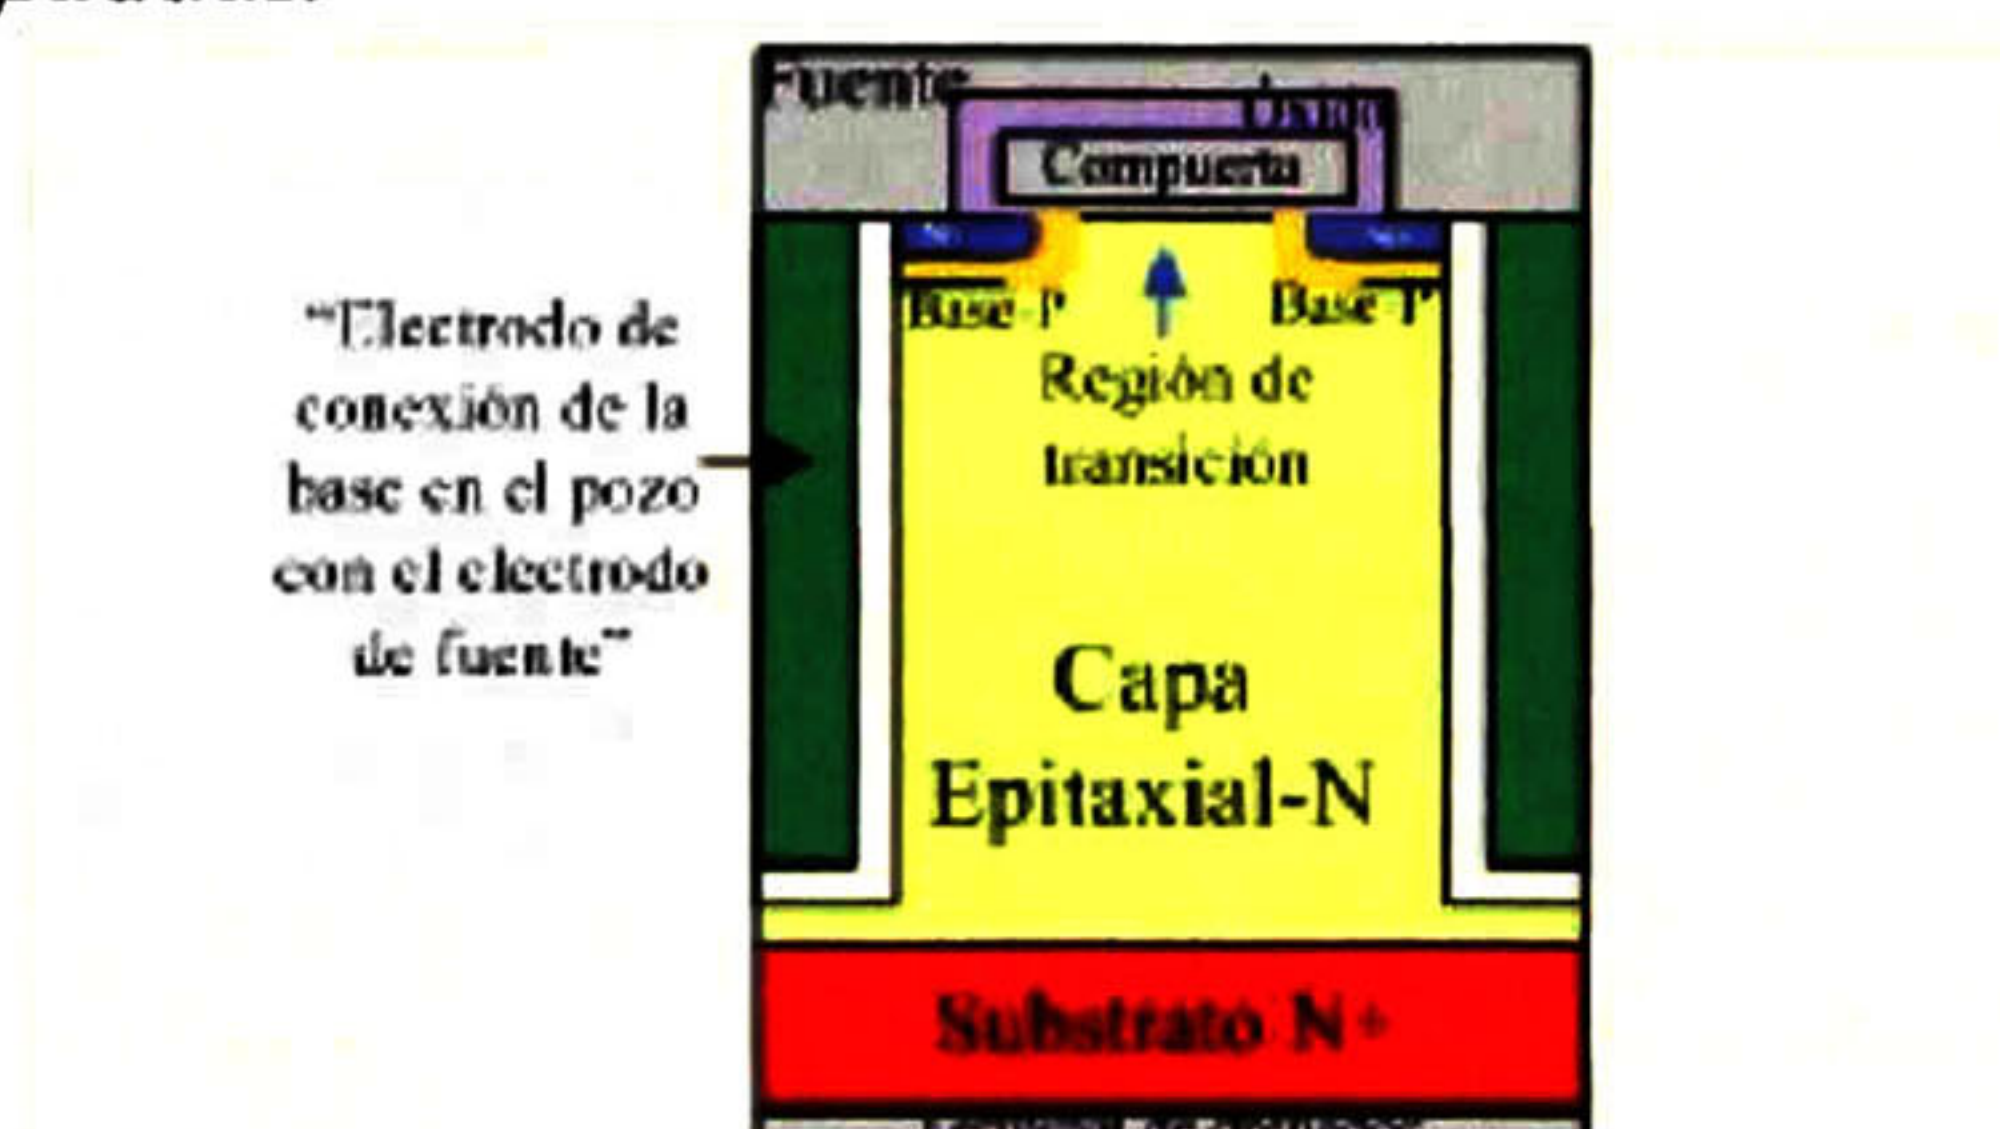 Fuente
Óxido
Compuerta
N+
N+
Base-P
Base-P
Región de
transición
"Electrodo de
conexión de la
base en el pozo
con el electrodo
de fuente"
Capa
Epitaxial-N
Substrato N+